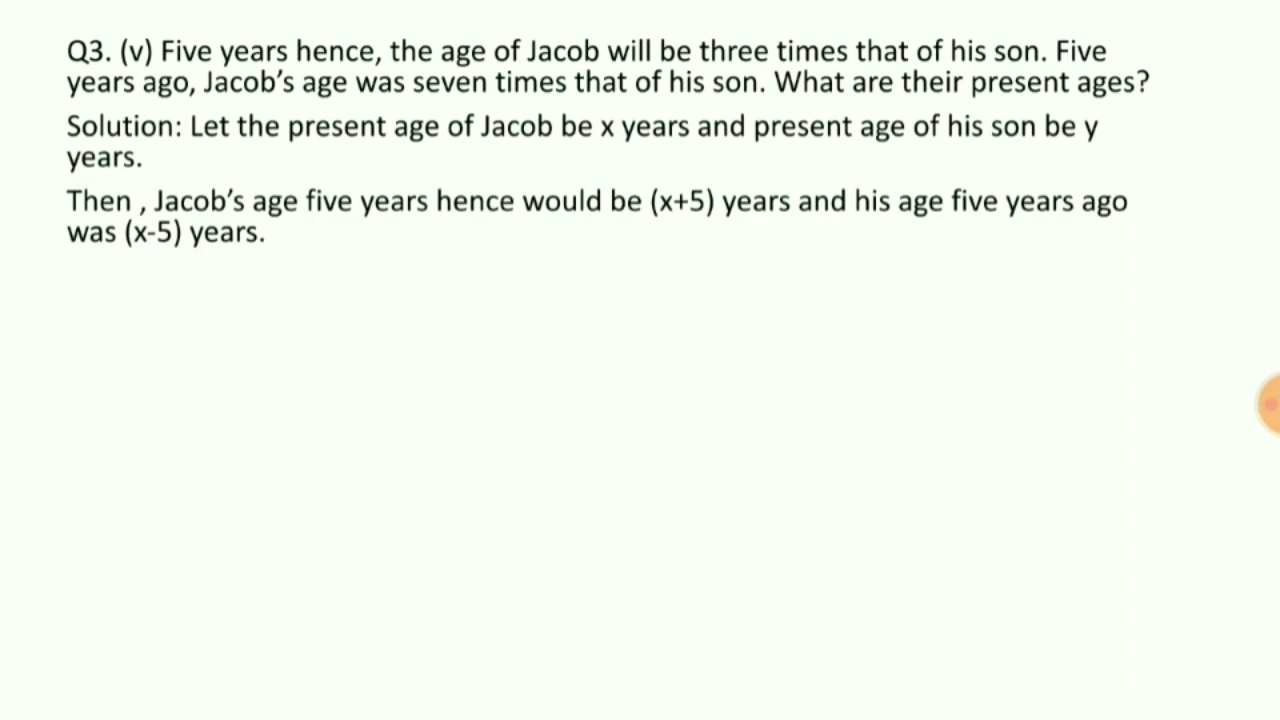 Q3. (v) Five years hence, the age of Jacob will be three times that of his son. Five
years ago, Jacob’s age was seven times that of his son. What are their present ages?
Solution: Let the present age of Jacob be x years and present age of his son be y
years.
Then , Jacob’s age five years hence would be (x+5) years and his age five years ago
was (x-5) years.